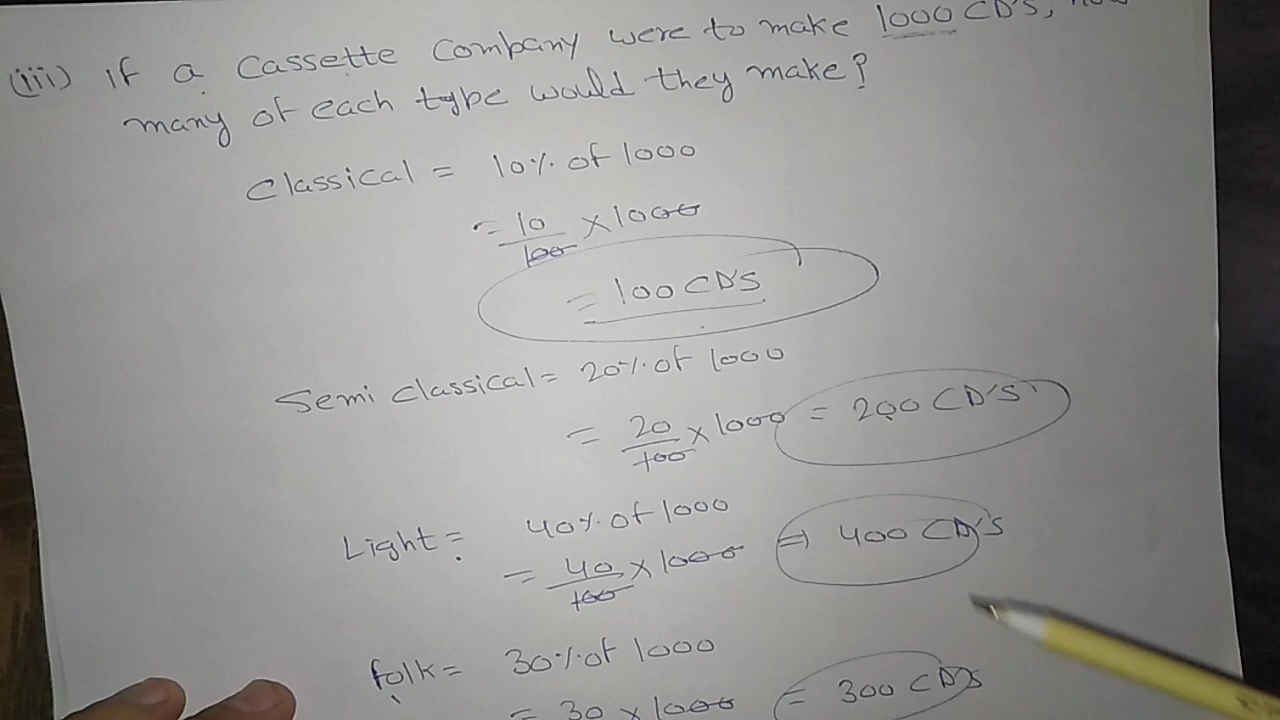 (iii) If a Cassette Company were to make 1000 CD'S,
many of each type would they make?
Classical = 10% of 1000
= 10/100 × 1000
= 100 CD'S
Semi Classical = 20% of 1000
= 20/100 × 1000 = 200 CD'S
Light = 40% of 1000
= 40/100 × 1000 ⇒ 400 CD'S
folk = 30% of 1000
= 30 × 1000 = 300 CD'S